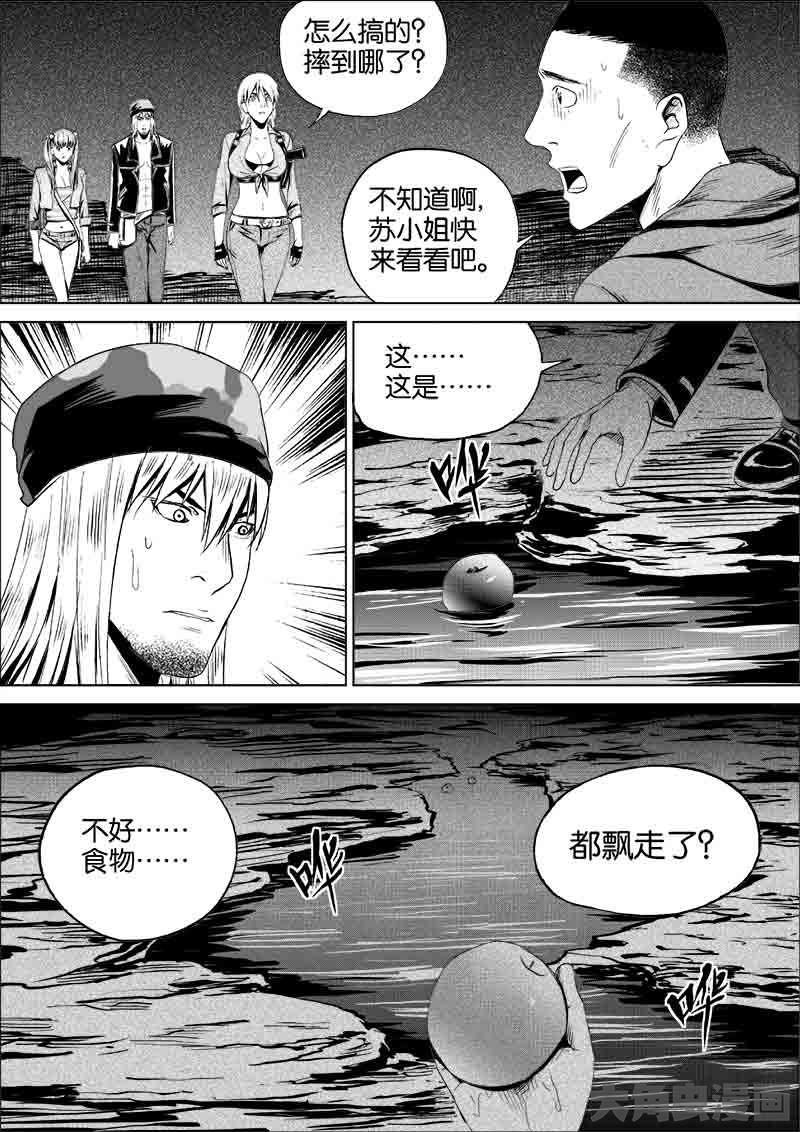 怎么搞的？
摔到哪了？
不知道啊，
苏小姐快
来看看吧。
这……
这是……
哗
不好……
食物……
哗
都飘走了？
哗
大角虫漫画